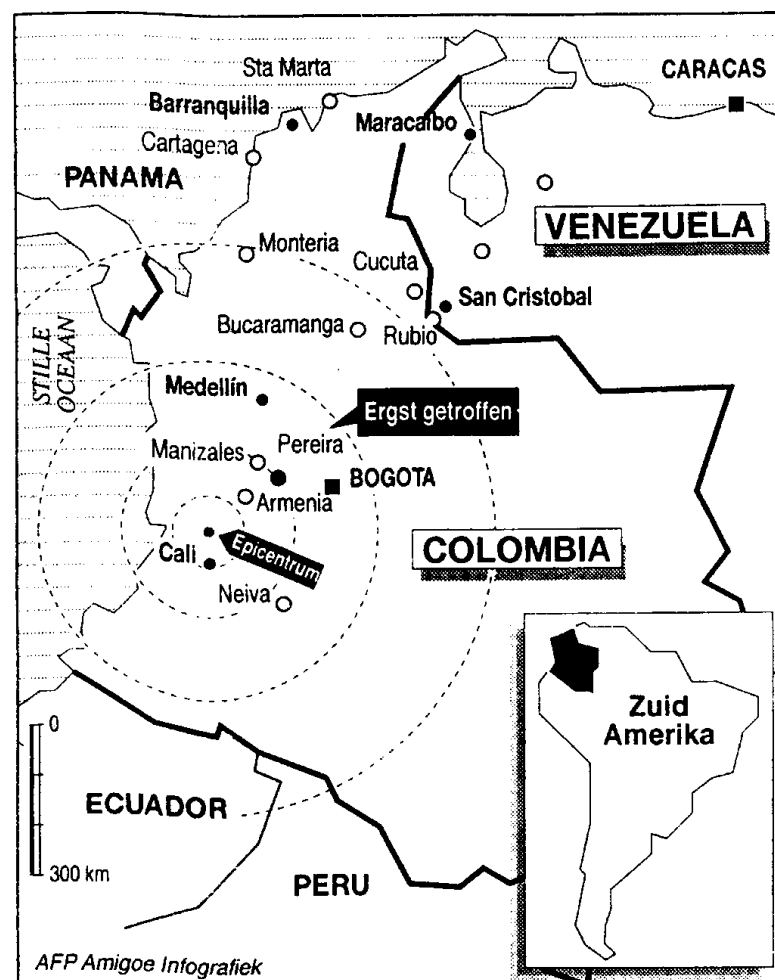 Sta Marta
CARACAS
Barranquilla
Maracaibo
Cartagena
PANAMA
VENEZUELA
Monteria
Cucuta
San Cristobal
Bucaramanga
Rubio
STILLE
OCEAAN
Medellín
Ergst getroffen
Pereira
Manizales
BOGOTA
Armenia
Epicentrum
COLOMBIA
Cali
Neiva
Zuid
Amerika
0
ECUADOR
300 km
PERU
AFP Amigoe Infografiek